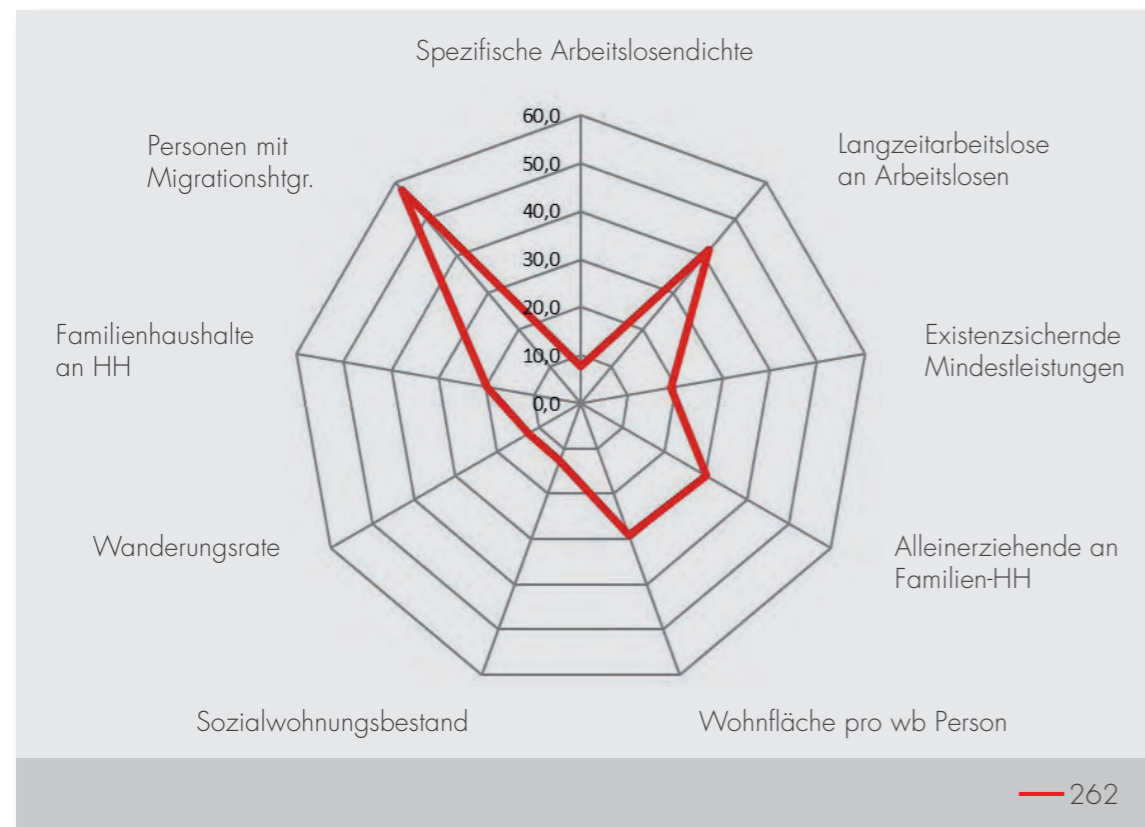 Spezifische Arbeitslosendichte
60,0
50,0
40,0
30,0
20,0
10,0
0,0
Langzeitarbeitslose
an Arbeitslosen
Existenzsichernde
Mindestleistungen
Alleinerziehende an
Familien-HH
Wohnfläche pro wb Person
Sozialwohnungsbestand
Wanderungsrate
Familienhaushalte
an HH
Personen mit
Migrationshtgr.
262